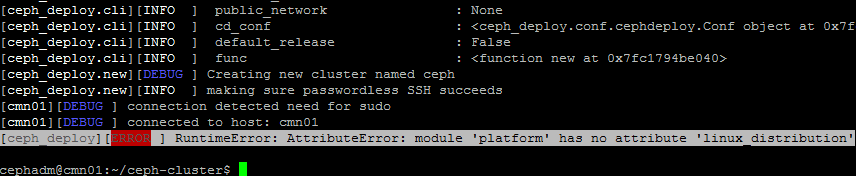 [ceph_deploy.cli][INFO  ]  public_network                : None
[ceph_deploy.cli][INFO  ]  cd_conf                       : <ceph_deploy.conf.cephdeploy.Conf object at 0x7f
[ceph_deploy.cli][INFO  ]  default_release               : False
[ceph_deploy.cli][INFO  ]  func                          : <function new at 0x7fc1794be040>
[ceph_deploy.new][DEBUG ] Creating new cluster named ceph
[ceph_deploy.new][INFO  ] making sure passwordless SSH succeeds
[cmn01][DEBUG ] connection detected need for sudo
[cmn01][DEBUG ] connected to host: cmn01
[ceph_deploy][ERROR ] RuntimeError: AttributeError: module 'platform' has no attribute 'linux_distribution'
cephadm@cmn01:~/ceph-cluster$